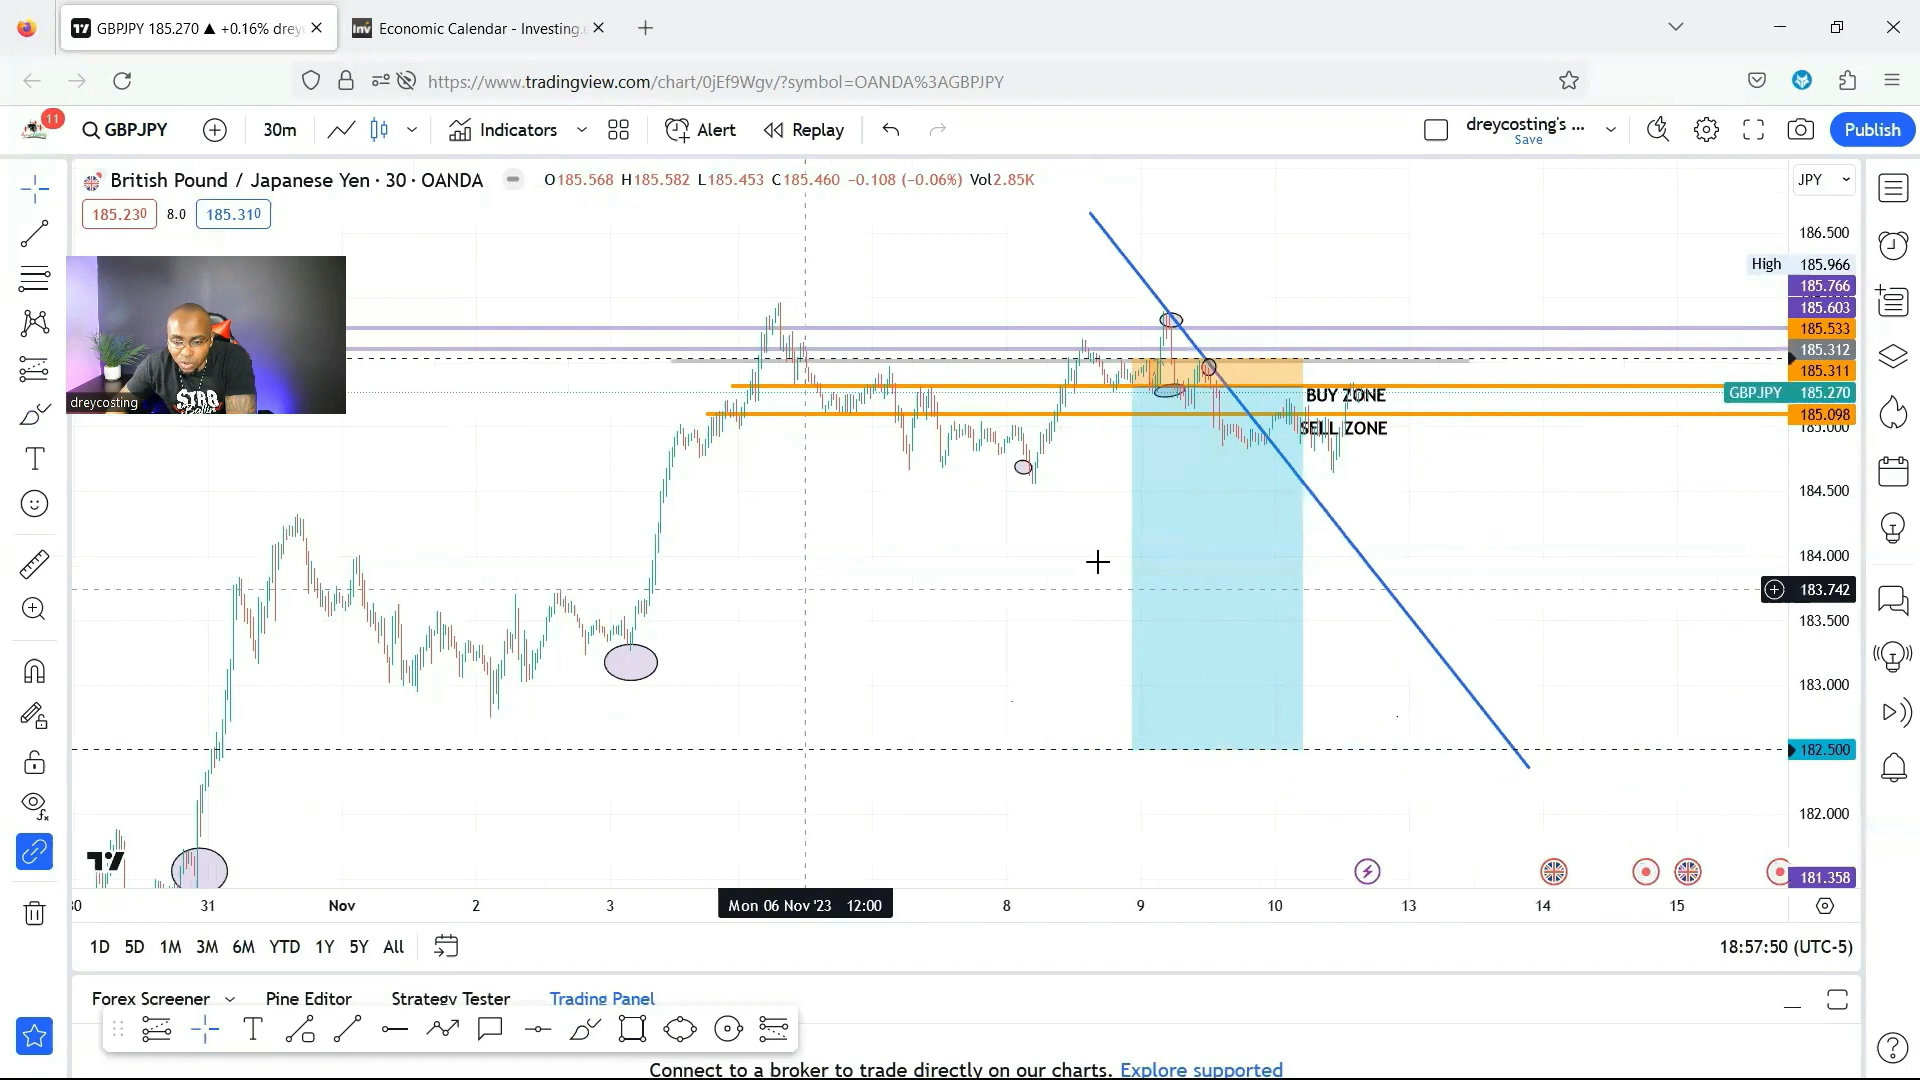 GBPJPY 185.270 ▲ +0.16% drey
Economic Calendar - Investing.
https://www.tradingview.com/chart/0jEf9Wgv/?symbol=OANDA%3AGBPJPY
11
GBPJPY
30m
Indicators
Alert
Replay
dreycosting's ...
Save
Publish
British Pound / Japanese Yen · 30 · OANDA
O185.568 H185.582 L185.453 C185.460 −0.108 (−0.06%) Vol2.85K
JPY
185.230
8.0
185.310
186.500
High 185.966
185.766
185.603
185.533
185.312
185.311
GBPJPY 185.270
185.098
185.000
BUY ZONE
SELL ZONE
dreycosting
184.500
184.000
183.742
183.500
183.000
182.500
182.000
181.358
30 31 Nov 2 3 Mon 06 Nov '23 12:00 8 9 10 13 14 15
1D 5D 1M 3M 6M YTD 1Y 5Y All
18:57:50 (UTC-5)
Forex Screener Pine Editor Strategy Tester Trading Panel
Connect to a broker to trade directly on our charts. Explore supported